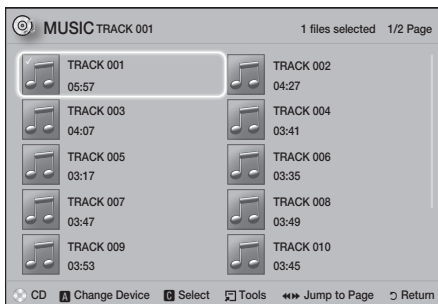 MUSIC TRACK 001 1 files selected 1/2 Page
TRACK 001
05:57
TRACK 002
04:27
TRACK 003
04:07
TRACK 004
03:41
TRACK 005
03:17
TRACK 006
03:35
TRACK 007
03:47
TRACK 008
03:49
TRACK 009
03:53
TRACK 010
03:45
CD A Change Device C Select Tools Jump to Page Return